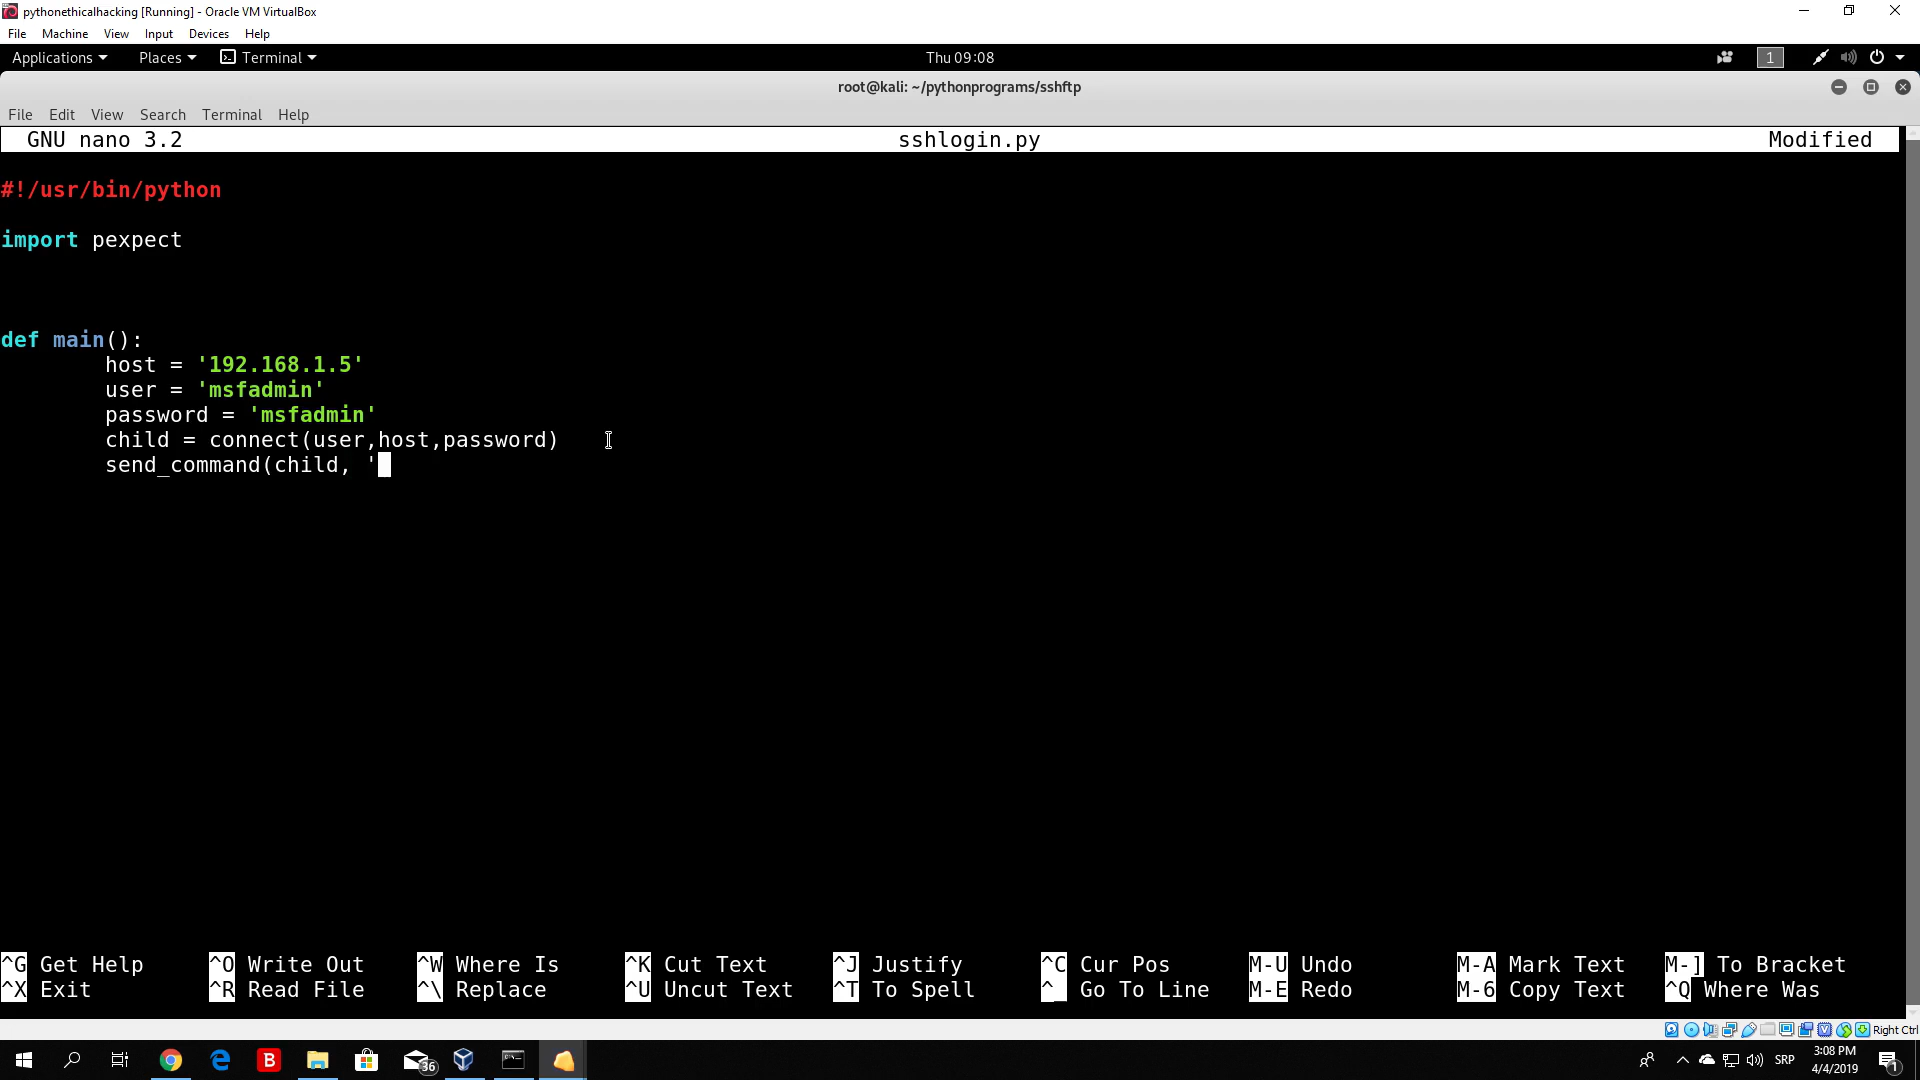 pythonethicalhacking [Running] - Oracle VM VirtualBox
File Machine View Input Devices Help
Applications Places Terminal Thu 09:08 1
root@kali: ~/pythonprograms/sshftp
File Edit View Search Terminal Help
GNU nano 3.2 sshlogin.py Modified
#!/usr/bin/python
import pexpect
def main():
host = '192.168.1.5'
user = 'msfadmin'
password = 'msfadmin'
child = connect(user,host,password)
send_command(child, '
^G Get Help ^O Write Out ^W Where Is ^K Cut Text ^J Justify ^C Cur Pos M-U Undo M-A Mark Text M-] To Bracket
^X Exit ^R Read File ^\ Replace ^U Uncut Text ^T To Spell ^_ Go To Line M-E Redo M-6 Copy Text ^Q Where Was
Right Ctrl
B 36 SRP 3:08 PM
4/4/2019 1